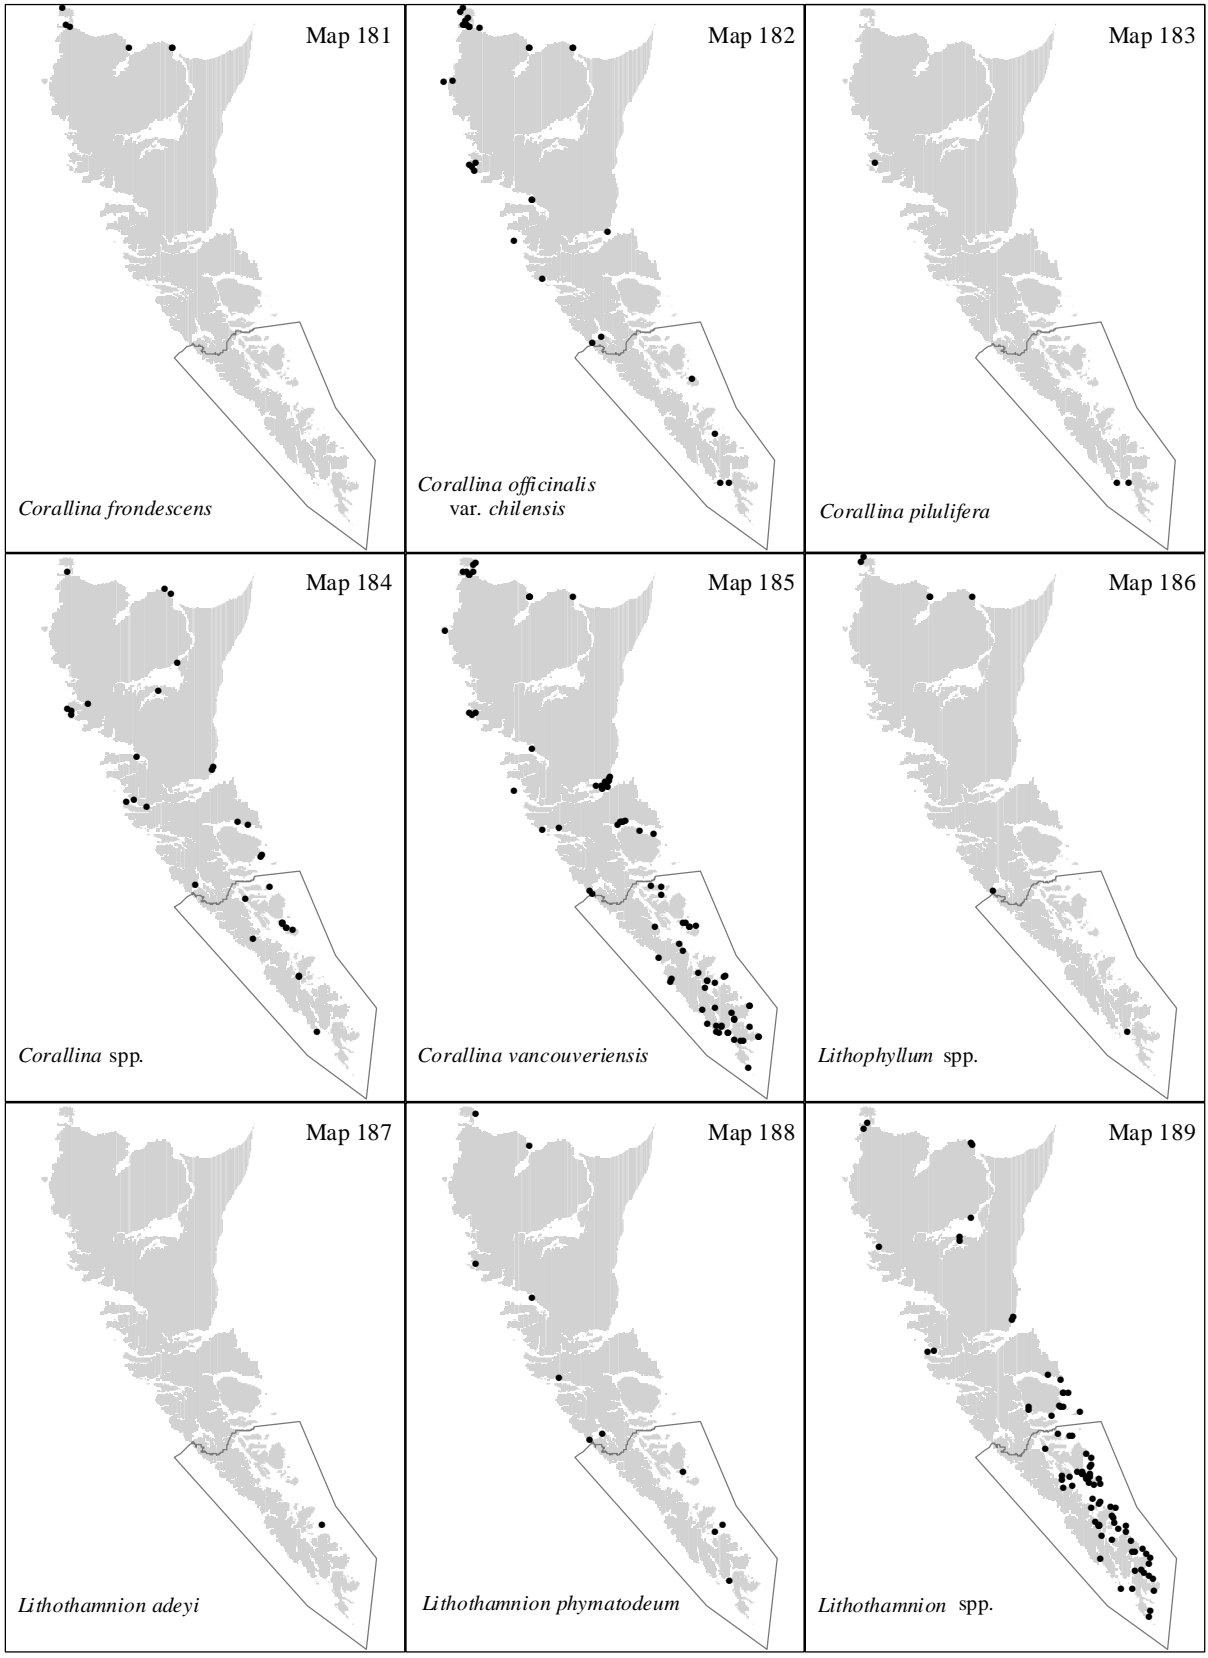 Map 181
Corallina frondescens
Map 182
Corallina officinalis
var. chilensis
Map 183
Corallina pilulifera
Map 184
Corallina spp.
Map 185
Corallina vancouveriensis
Map 186
Lithophyllum spp.
Map 187
Lithothamnion adeyi
Map 188
Lithothamnion phymatodeum
Map 189
Lithothamnion spp.